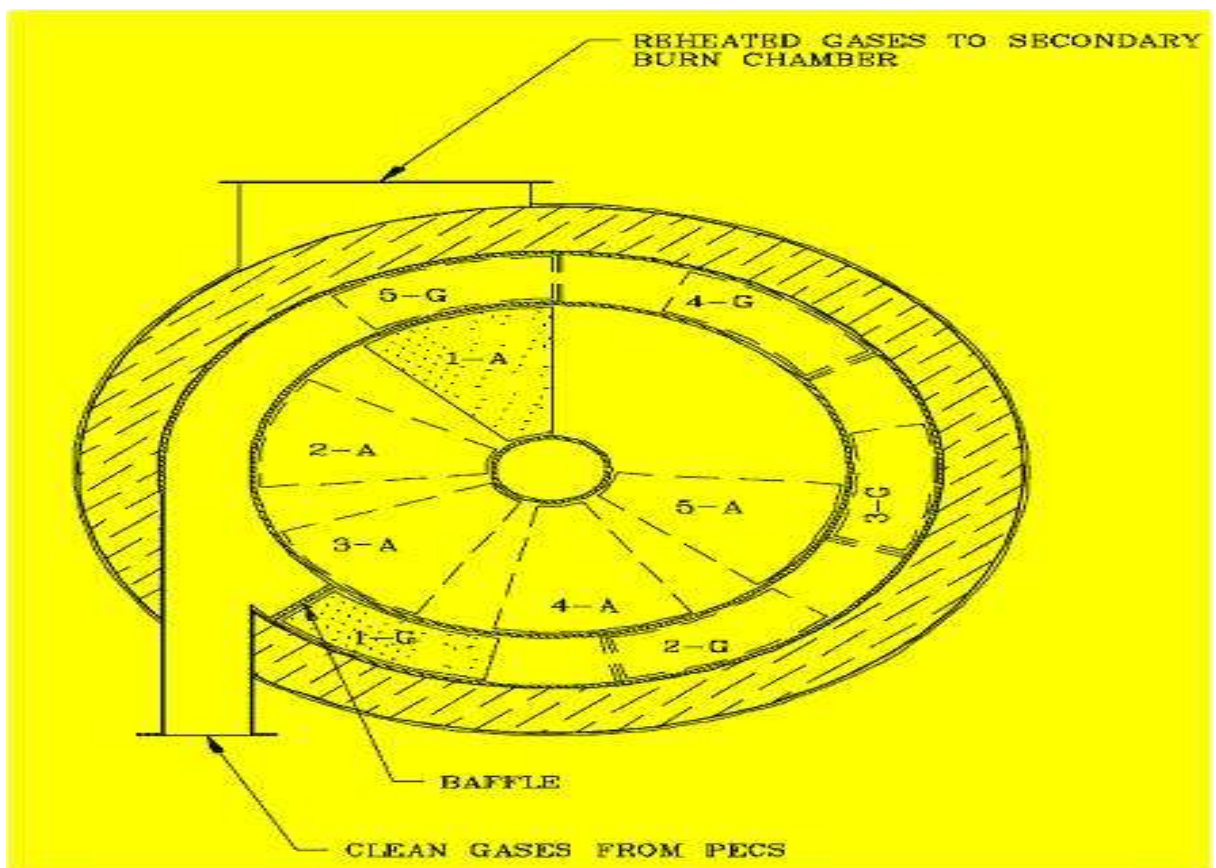 REHEATED GASES TO SECONDARY
BURN CHAMBER
5-G
4-G
1-A
2-A
3-G
5-A
3-A
4-A
1-G
2-G
BAFFLE
CLEAN GASES FROM PECS